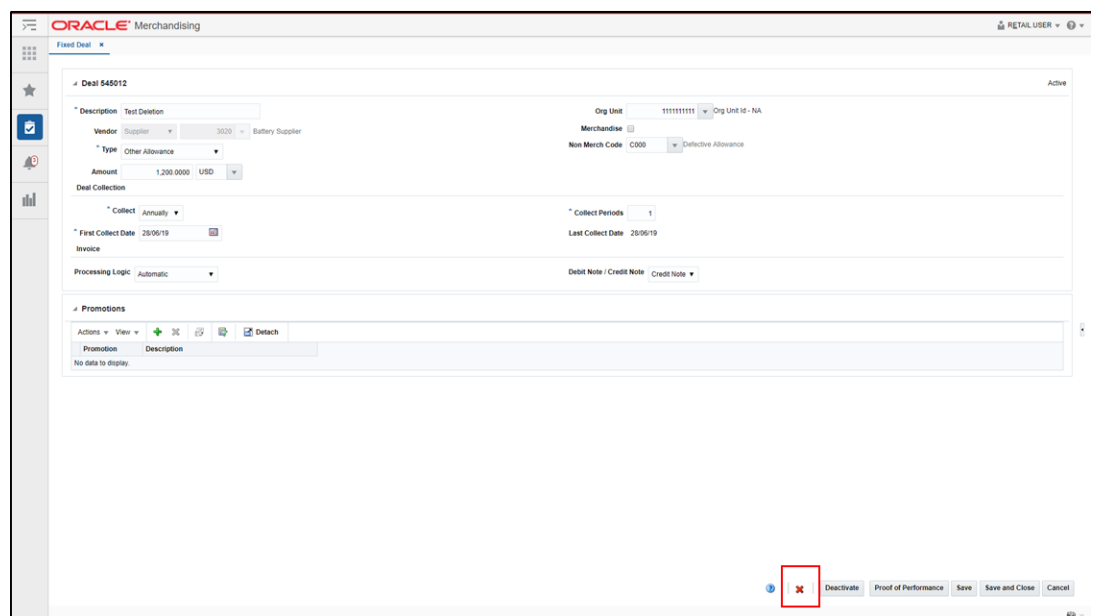 ORACLE® Merchandising RETAIL.USER
Fixed Deal
Deal 545012 Active
* Description Test Deletion Org Unit 1111111111 Org Unit Id - NA
Vendor Supplier 3020 Battery Supplier Merchandise
* Type Other Allowance Non Merch Code C000 Defective Allowance
Amount 1,200.0000 USD
Deal Collection
* Collect Annually * Collect Periods 1
* First Collect Date 28/06/19 Last Collect Date 28/06/19
Invoice
Processing Logic Automatic Debit Note / Credit Note Credit Note
Promotions
Actions View Detach
Promotion Description
No data to display.
Deactivate Proof of Performance Save Save and Close Cancel